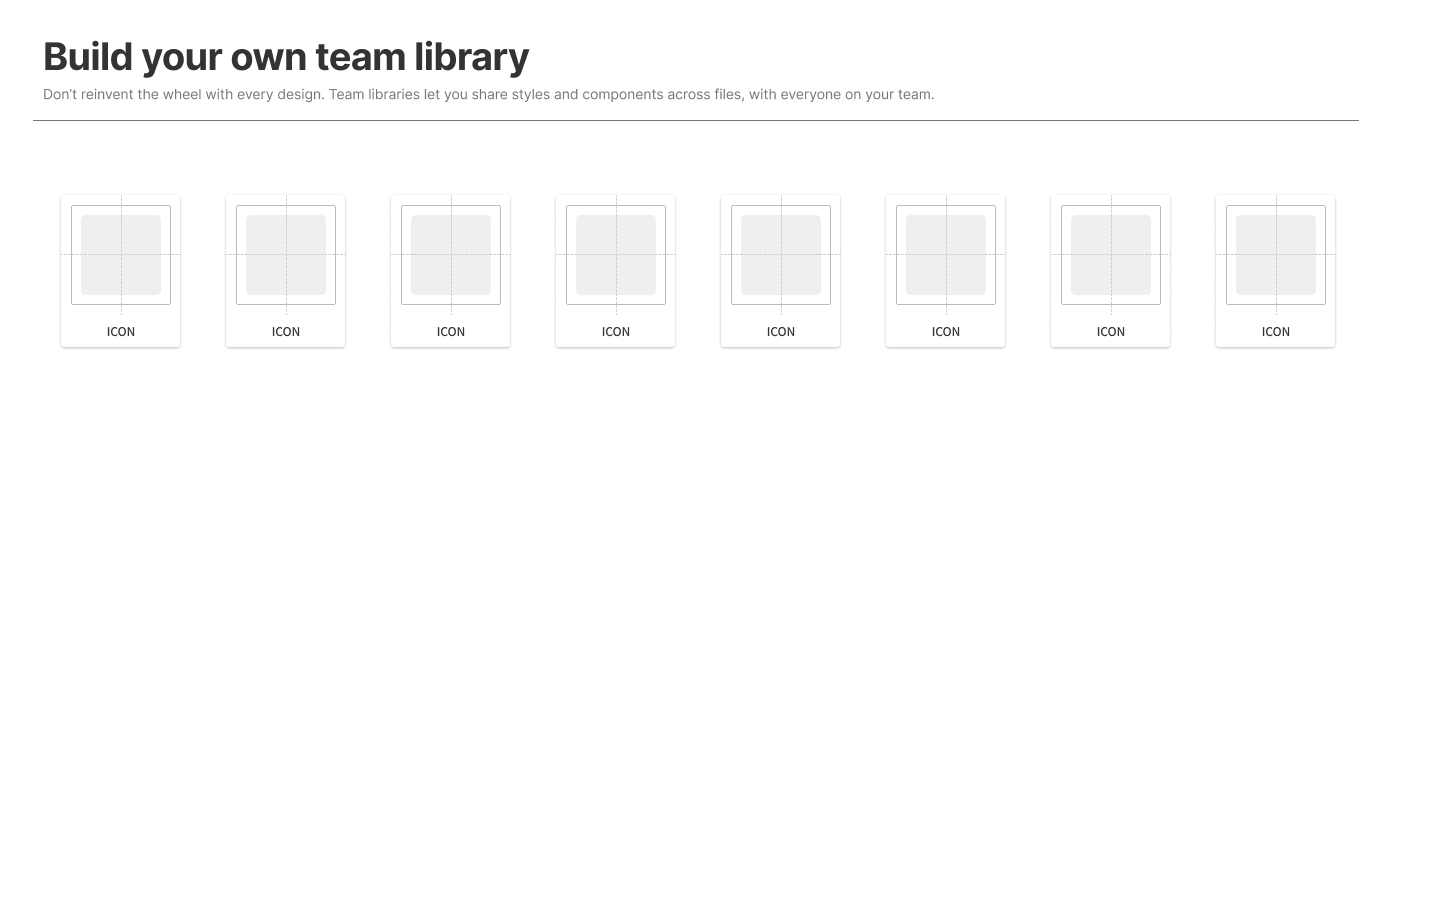 Build your own team library
Don't reinvent the wheel with every design. Team libraries let you share styles and components across files, with everyone on your team.
ICON ICON ICON ICON ICON ICON ICON ICON